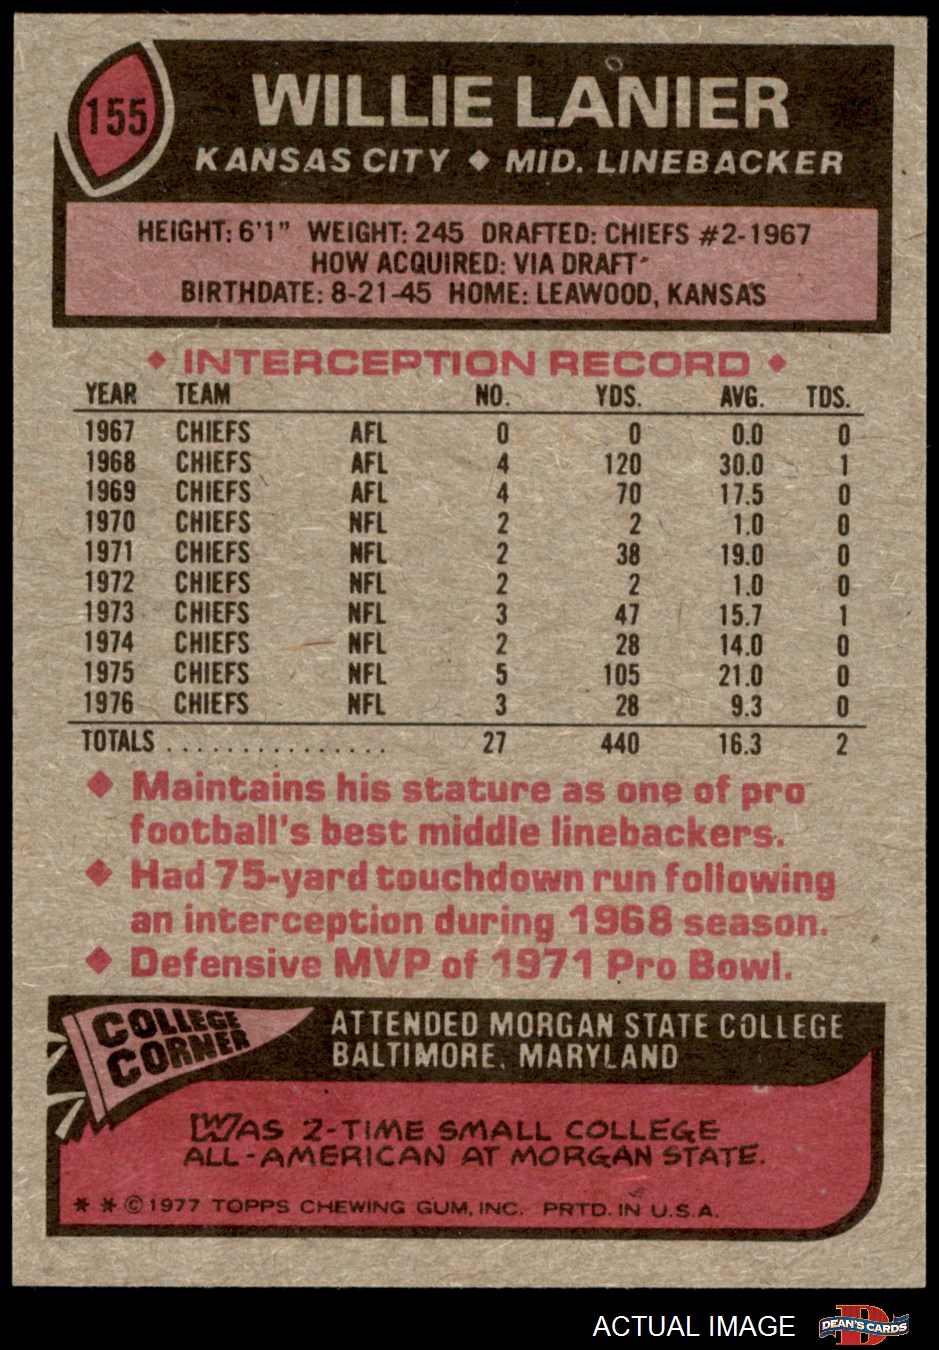 155
WILLIE LANIER
KANSAS CITY ◆ MID. LINEBACKER
HEIGHT: 6'1" WEIGHT: 245 DRAFTED: CHIEFS #2-1967
HOW ACQUIRED: VIA DRAFT
BIRTHDATE: 8-21-45 HOME: LEAWOOD, KANSAS
◆ INTERCEPTION RECORD ◆
YEAR TEAM NO. YDS. AVG. TDS.
1967 CHIEFS AFL 0 0 0.0 0
1968 CHIEFS AFL 4 120 30.0 1
1969 CHIEFS AFL 4 70 17.5 0
1970 CHIEFS NFL 2 2 1.0 0
1971 CHIEFS NFL 2 38 19.0 0
1972 CHIEFS NFL 2 2 1.0 0
1973 CHIEFS NFL 3 47 15.7 1
1974 CHIEFS NFL 2 28 14.0 0
1975 CHIEFS NFL 5 105 21.0 0
1976 CHIEFS NFL 3 28 9.3 0
TOTALS ............... 27 440 16.3 2
◆ Maintains his stature as one of pro
football's best middle linebackers.
◆ Had 75-yard touchdown run following
an interception during 1968 season.
◆ Defensive MVP of 1971 Pro Bowl.
COLLEGE
CORNER
ATTENDED MORGAN STATE COLLEGE
BALTIMORE, MARYLAND
WAS 2-TIME SMALL COLLEGE
ALL-AMERICAN AT MORGAN STATE.
* * © 1977 TOPPS CHEWING GUM, INC. PRTD. IN U.S.A.
ACTUAL IMAGE
DEAN'S CARDS